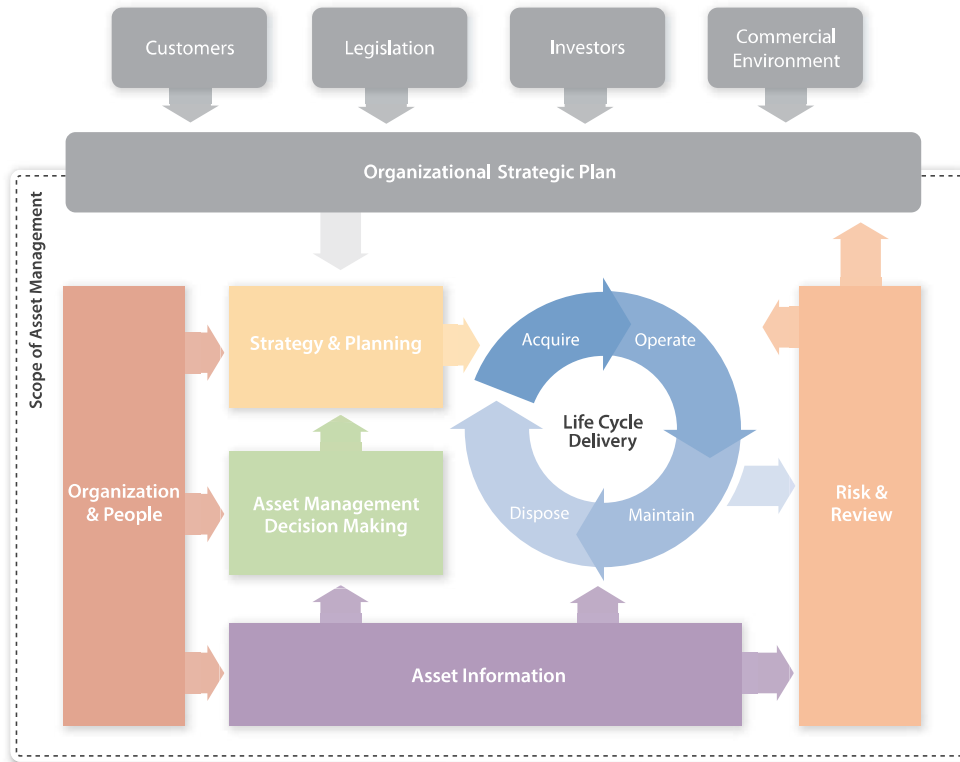 Customers
Legislation
Investors
Commercial
Environment
Organizational Strategic Plan
Scope of Asset Management
Strategy & Planning
Acquire
Operate
Life Cycle
Delivery
Organization
& People
Asset Management
Decision Making
Dispose
Maintain
Risk &
Review
Asset Information